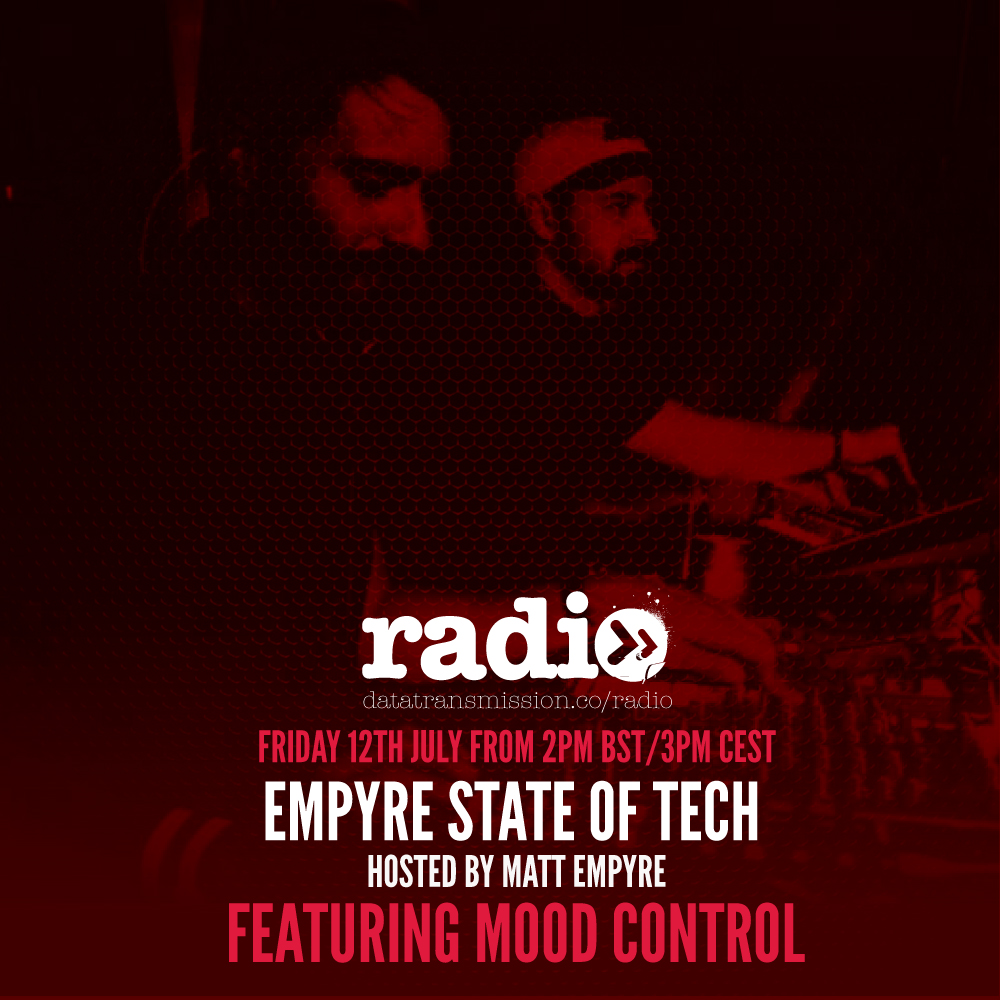 radio
datatransmission.co/radio
FRIDAY 12TH JULY FROM 2PM BST/3PM CEST
EMPYRE STATE OF TECH
HOSTED BY MATT EMPYRE
FEATURING MOOD CONTROL